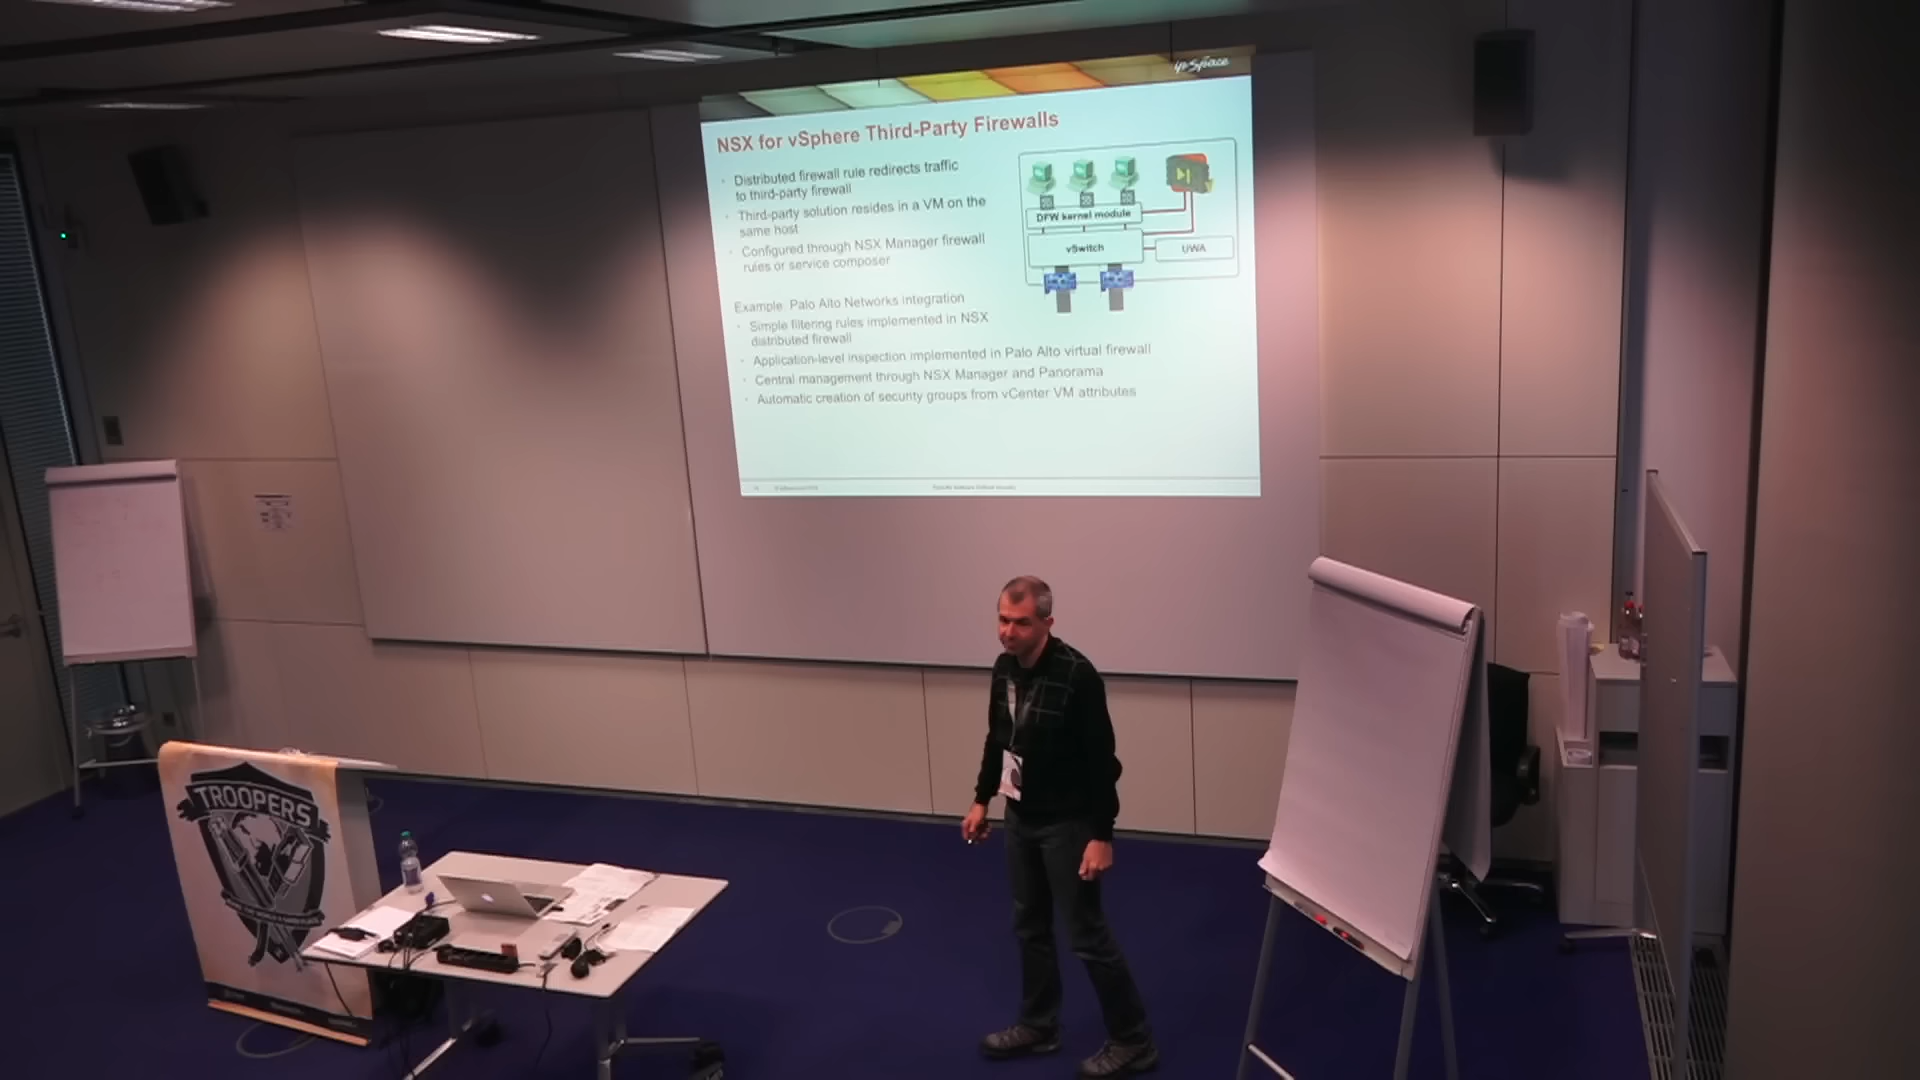 ipSpace
NSX for vSphere Third-Party Firewalls
· Distributed firewall rule redirects traffic
to third-party firewall
· Third-party solution resides in a VM on the
same host
· Configured through NSX Manager firewall
rules or service composer
Example: Palo Alto Networks integration
· Simple filtering rules implemented in NSX
distributed firewall
· Application-level inspection implemented in Palo Alto virtual firewall
· Central management through NSX Manager and Panorama
· Automatic creation of security groups from vCenter VM attributes
DFW kernel module
vSwitch
UWA
TROOPERS